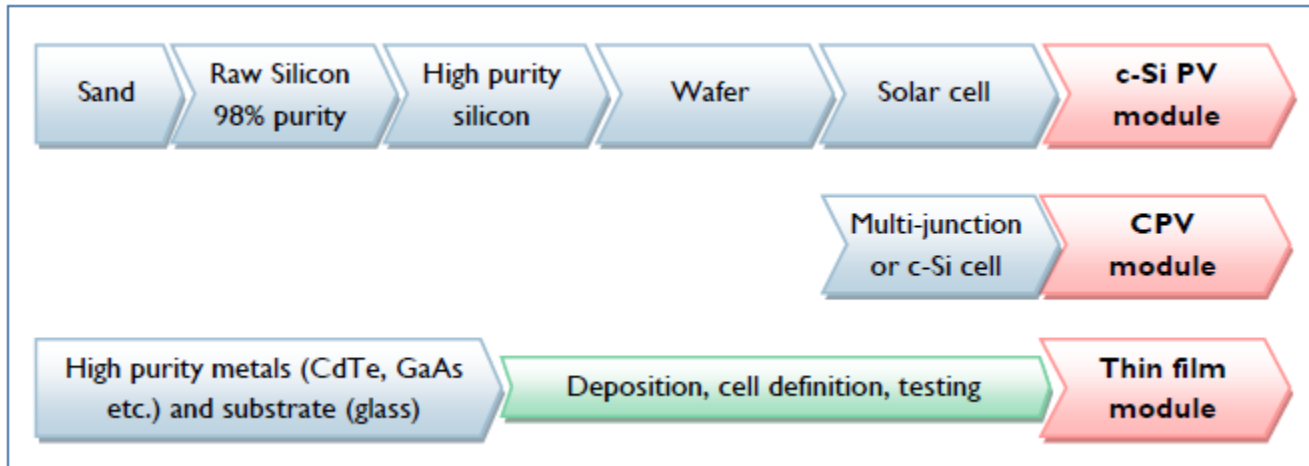 Sand
Raw Silicon
98% purity
High purity
silicon
Wafer
Solar cell
c-Si PV
module
Multi-junction
or c-Si cell
CPV
module
High purity metals (CdTe, GaAs
etc.) and substrate (glass)
Deposition, cell definition, testing
Thin film
module